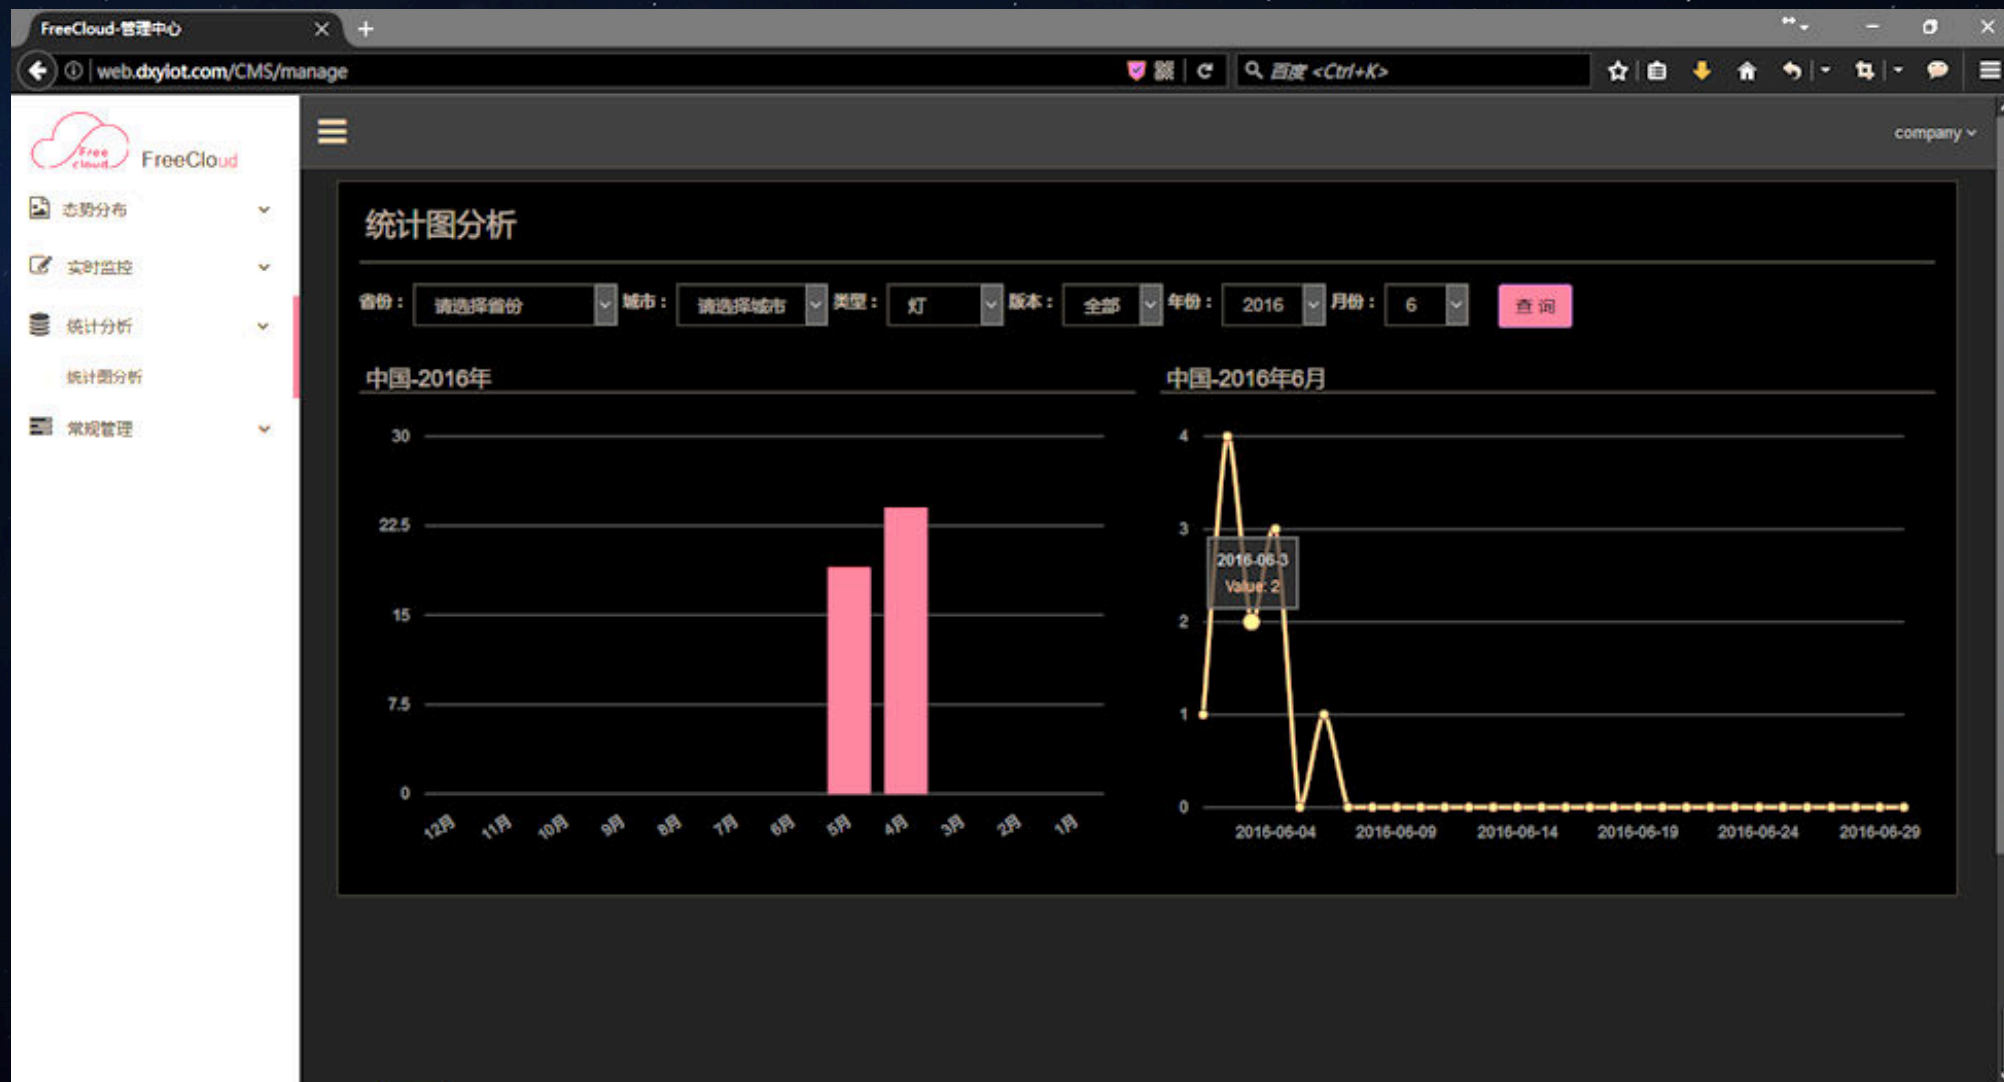 FreeCloud-管理中心
web.dxyiot.com/CMS/manage
百度 <Ctrl+K>
Free
cloud
FreeCloud
company
态势分布
实时监控
统计分析
统计图分析
常规管理
统计图分析
省份： 请选择省份 城市： 请选择城市 类型： 灯 版本： 全部 年份： 2016 月份： 6 查询
中国-2016年
30
22.5
15
7.5
0
12月 11月 10月 9月 8月 7月 6月 5月 4月 3月 2月 1月
中国-2016年6月
4
3
2016-06-3
Value: 2
2
1
0
2016-06-04 2016-06-09 2016-06-14 2016-06-19 2016-06-24 2016-06-29